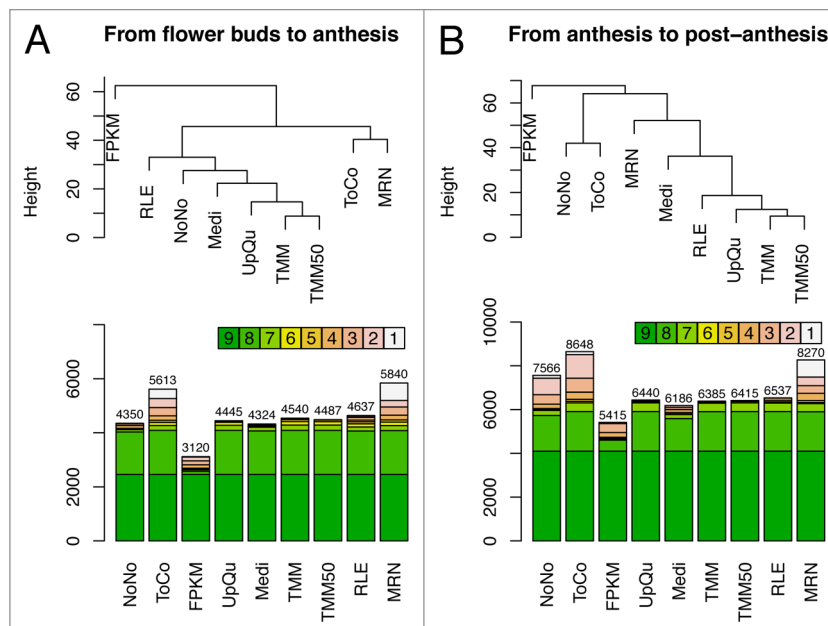 A From flower buds to anthesis
Height
0 20 40 60
FPKM
RLE
NoNo
Medi
UpQu
TMM
TMM50
ToCo
MRN
9 8 7 6 5 4 3 2 1
0 2000 6000
4350 5613 3120 4445 4324 4540 4487 4637 5840
NoNo ToCo FPKM UpQu Medi TMM TMM50 RLE MRN
B From anthesis to post−anthesis
Height
0 20 40 60
FPKM
NoNo
ToCo
MRN
Medi
RLE
UpQu
TMM
TMM50
9 8 7 6 5 4 3 2 1
0 2000 6000 10000
7566 8648 5415 6440 6186 6385 6415 6537 8270
NoNo ToCo FPKM UpQu Medi TMM TMM50 RLE MRN